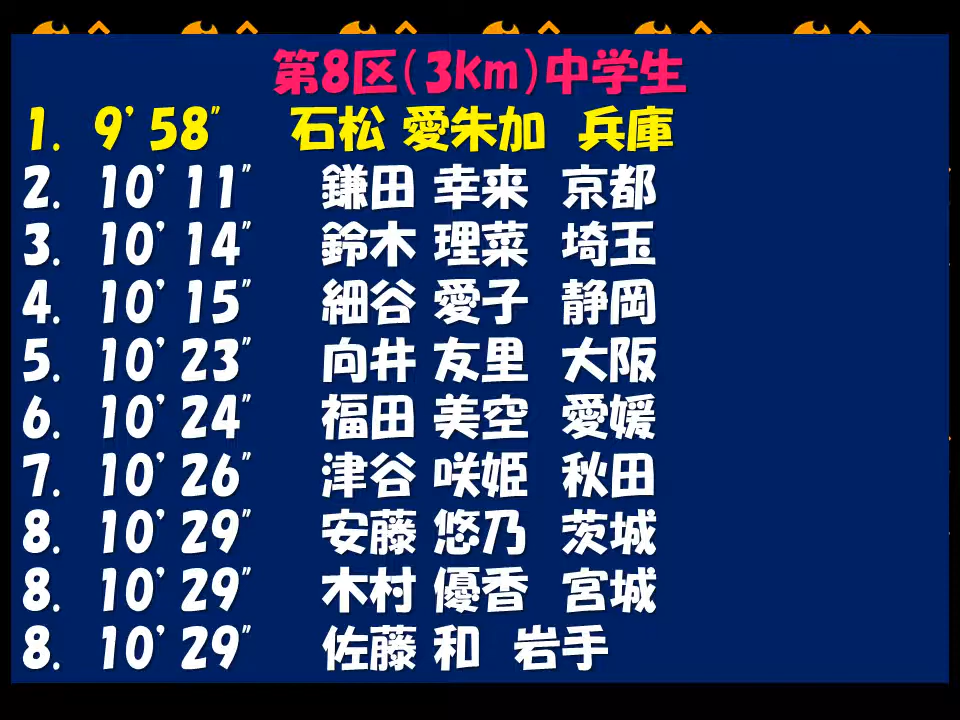 第8区(3km)中学生
1. 9'58" 石松 愛朱加 兵庫
2. 10'11" 鎌田 幸来 京都
3. 10'14" 鈴木 理菜 埼玉
4. 10'15" 細谷 愛子 静岡
5. 10'23" 向井 友里 大阪
6. 10'24" 福田 美空 愛媛
7. 10'26" 津谷 咲姫 秋田
8. 10'29" 安藤 悠乃 茨城
8. 10'29" 木村 優香 宮城
8. 10'29" 佐藤 和 岩手